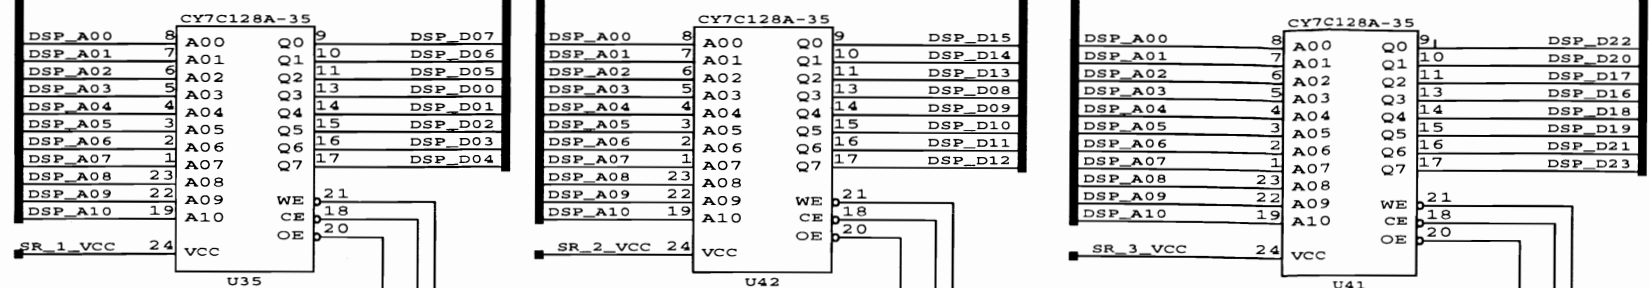 CY7C128A-35 CY7C128A-35 CY7C128A-35
DSP_A00 8 A00 Q0 9 DSP_D07 DSP_A00 8 A00 Q0 9 DSP_D15 DSP_A00 8 A00 Q0 9 DSP_D22
DSP_A01 7 A01 Q1 10 DSP_D06 DSP_A01 7 A01 Q1 10 DSP_D14 DSP_A01 7 A01 Q1 10 DSP_D20
DSP_A02 6 A02 Q2 11 DSP_D05 DSP_A02 6 A02 Q2 11 DSP_D13 DSP_A02 6 A02 Q2 11 DSP_D17
DSP_A03 5 A03 Q3 13 DSP_D00 DSP_A03 5 A03 Q3 13 DSP_D08 DSP_A03 5 A03 Q3 13 DSP_D16
DSP_A04 4 A04 Q4 14 DSP_D01 DSP_A04 4 A04 Q4 14 DSP_D09 DSP_A04 4 A04 Q4 14 DSP_D18
DSP_A05 3 A05 Q5 15 DSP_D02 DSP_A05 3 A05 Q5 15 DSP_D10 DSP_A05 3 A05 Q5 15 DSP_D19
DSP_A06 2 A06 Q6 16 DSP_D03 DSP_A06 2 A06 Q6 16 DSP_D11 DSP_A06 2 A06 Q6 16 DSP_D21
DSP_A07 1 A07 Q7 17 DSP_D04 DSP_A07 1 A07 Q7 17 DSP_D12 DSP_A07 1 A07 Q7 17 DSP_D23
DSP_A08 23 A08 DSP_A08 23 A08 DSP_A08 23 A08
DSP_A09 22 A09 WE 21 DSP_A09 22 A09 WE 21 DSP_A09 22 A09 WE 21
DSP_A10 19 A10 CE 18 DSP_A10 19 A10 CE 18 DSP_A10 19 A10 CE 18
OE 20 OE 20 OE 20
SR_1_VCC 24 VCC SR_2_VCC 24 VCC SR_3_VCC 24 VCC
U35 U42 U41